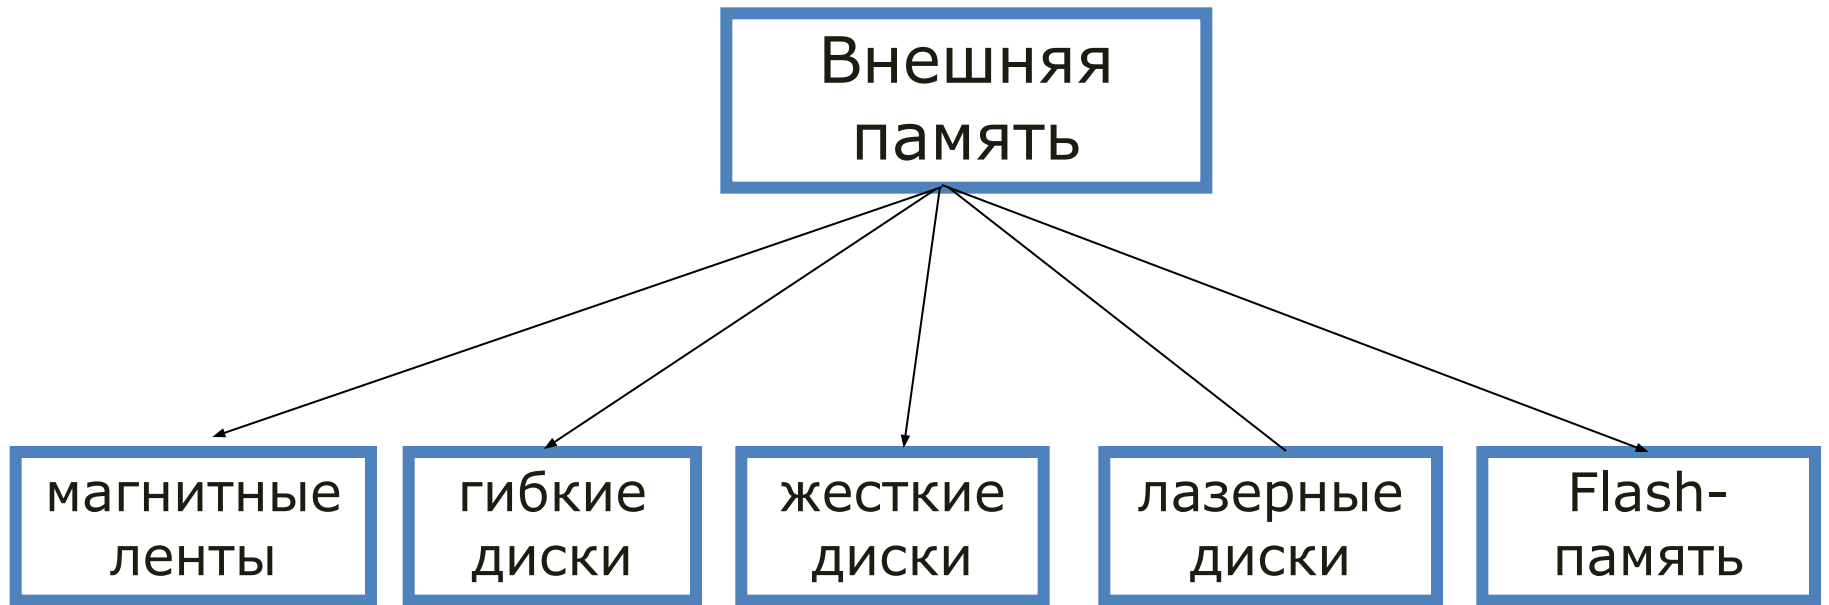 Внешняя
память
магнитные
ленты
гибкие
диски
жесткие
диски
лазерные
диски
Flash-
память